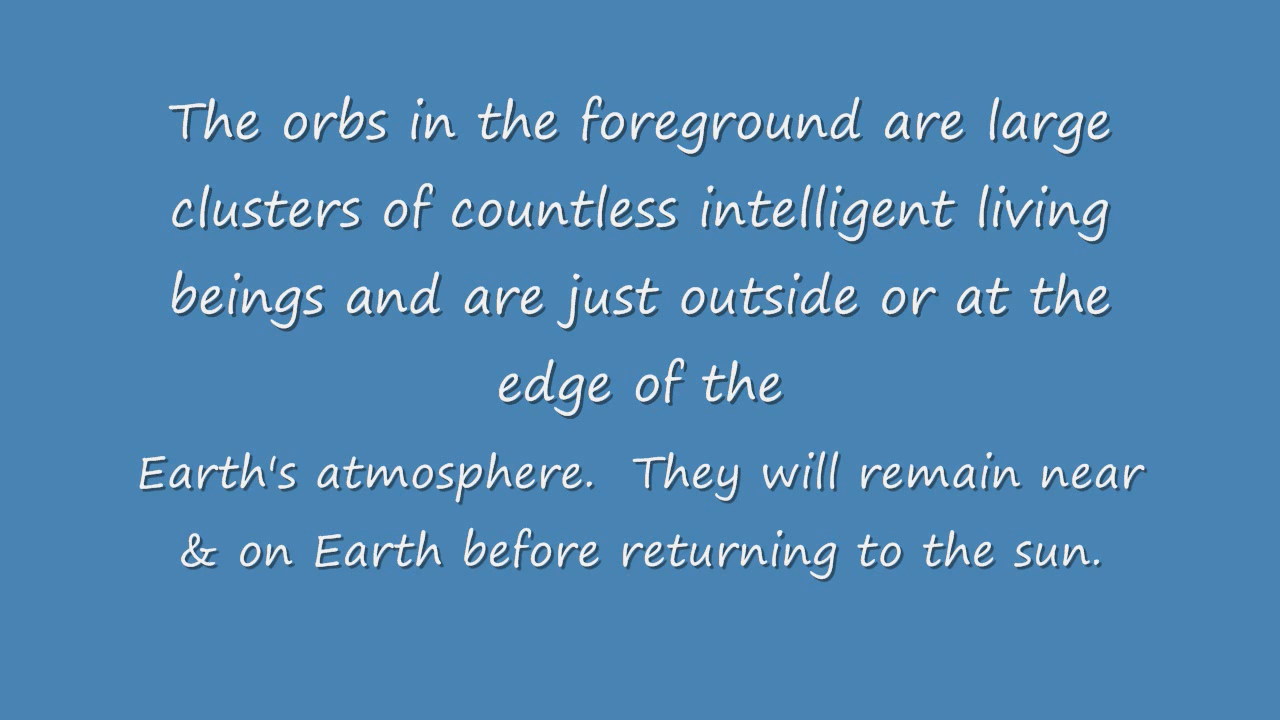 The orbs in the foreground are large
clusters of countless intelligent living
beings and are just outside or at the
edge of the
Earth's atmosphere.  They will remain near
& on Earth before returning to the sun.